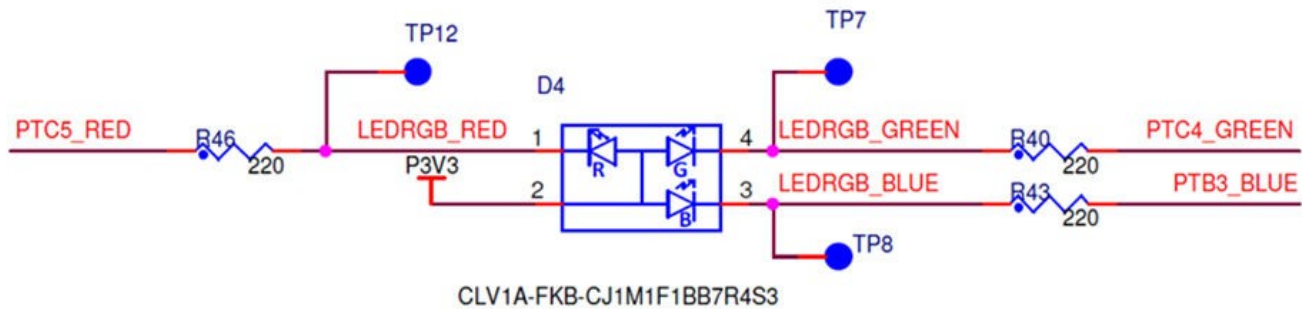 TP12
TP7
D4
PTC5_RED
R46
220
LEDRGB_RED
1
R
G
4
LEDRGB_GREEN
R40
220
PTC4_GREEN
P3V3
2
B
3
LEDRGB_BLUE
R43
220
PTB3_BLUE
TP8
CLV1A-FKB-CJ1M1F1BB7R4S3